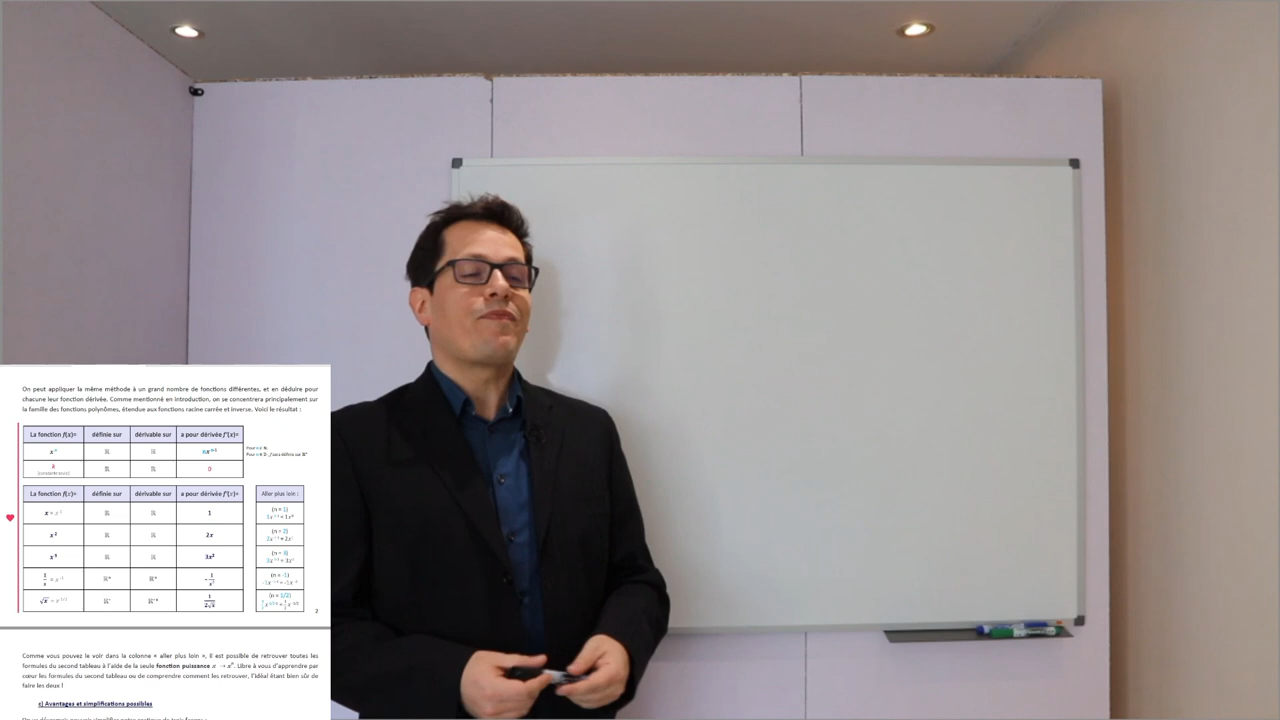 On peut appliquer la même méthode à un grand nombre de fonctions différentes, et en déduire pour
chacune leur fonction dérivée. Comme mentionné en introduction, on se concentrera principalement sur
la famille des fonctions polynômes, étendue aux fonctions racine carrée et inverse. Voici le résultat :
La fonction f(x)= définie sur dérivable sur a pour dérivée f'(x)=
xⁿ ℝ ℝ nxⁿ⁻¹
k ℝ ℝ 0
La fonction f(x)= définie sur dérivable sur a pour dérivée f'(x)= Aller plus loin :
x = x¹ ℝ ℝ 1 (n = 1)
x² ℝ ℝ 2x (n = 2)
x³ ℝ ℝ 3x² (n = 3)
1/x = x⁻¹ ℝ* ℝ* -1/x² (n = -1)
√x = x^1/2 1/2√x (n = 1/2)
2
Comme vous pouvez le voir dans la colonne « aller plus loin », il est possible de retrouver toutes les
formules du second tableau à l'aide de la seule fonction puissance x → xⁿ. Libre à vous d'apprendre par
cœur les formules du second tableau ou de comprendre comment les retrouver, l'idéal étant bien sûr de
faire les deux !
c) Avantages et simplifications possibles